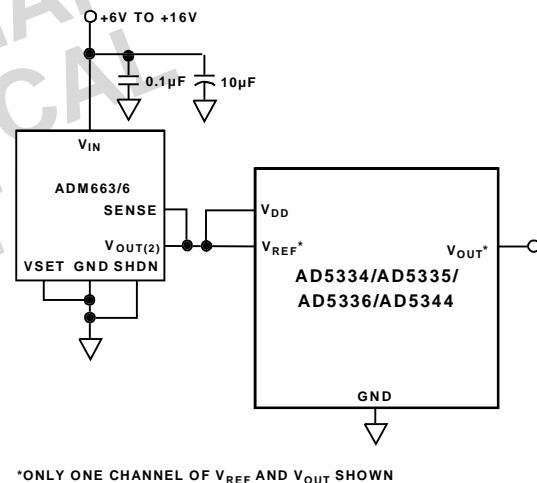 +6V TO +16V
0.1µF
10µF
VIN
ADM663/6
SENSE
VOUT(2)
VSET GND SHDN
VDD
VREF*
VOUT*
AD5334/AD5335/
AD5336/AD5344
GND
*ONLY ONE CHANNEL OF VREF AND VOUT SHOWN